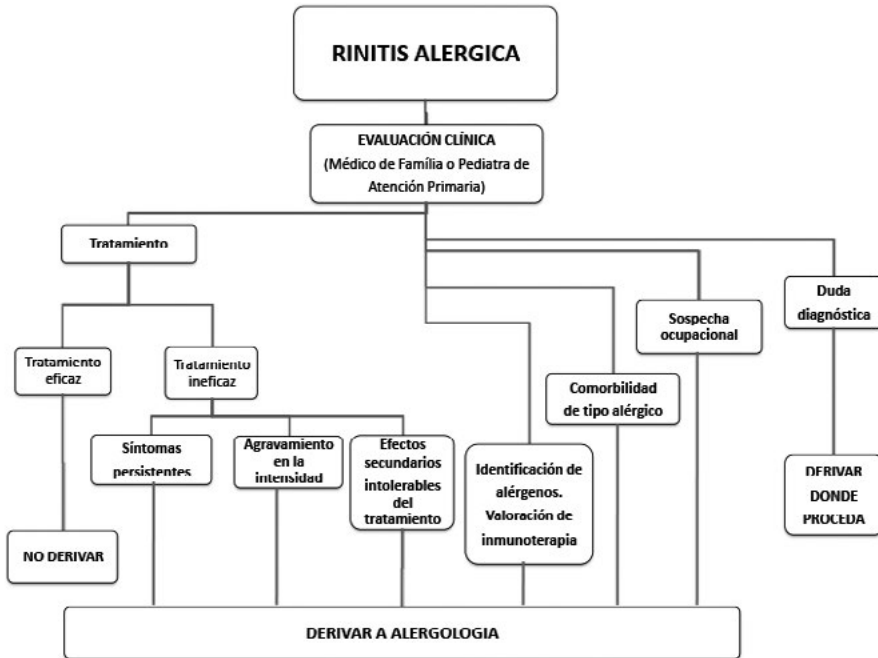 RINITIS ALERGICA
EVALUACIÓN CLÍNICA
(Médico de Família o Pediatra de
Atención Primaria)
Tratamiento
Duda
diagnóstica
Sospecha
ocupacional
Tratamiento
eficaz
Tratamiento
ineficaz
Comorbilidad
de tipo alérgico
Síntomas
persistentes
Agravamiento
en la
intensidad
Efectos
secundarios
intolerables
del
tratamiento
Identificación de
alérgenos.
Valoración de
inmunoterapia
DERIVAR
DONDE
PROCEDA
NO DERIVAR
DERIVAR A ALERGOLOGIA